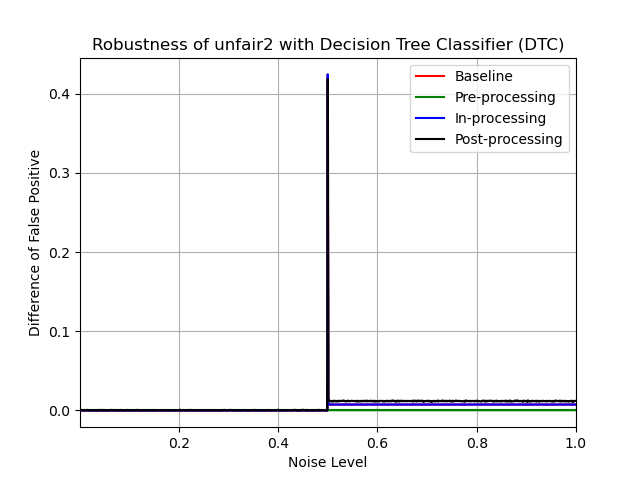 Robustness of unfair2 with Decision Tree Classifier (DTC)
Baseline
Pre-processing
In-processing
Post-processing
Difference of False Positive
0.4
0.3
0.2
0.1
0.0
0.2
0.4
0.6
0.8
1.0
Noise Level